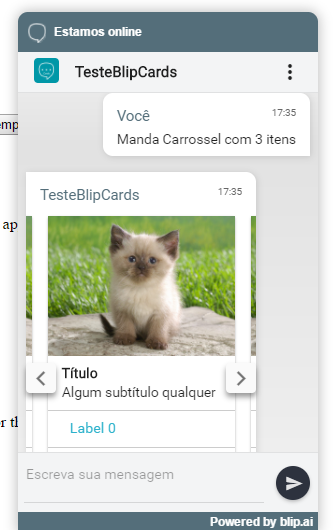 Estamos online
TesteBlipCards
Você 17:35
Manda Carrossel com 3 itens
TesteBlipCards 17:35
Título
Algum subtítulo qualquer
Label 0
Escreva sua mensagem
Powered by blip.ai
emp
ap
or th